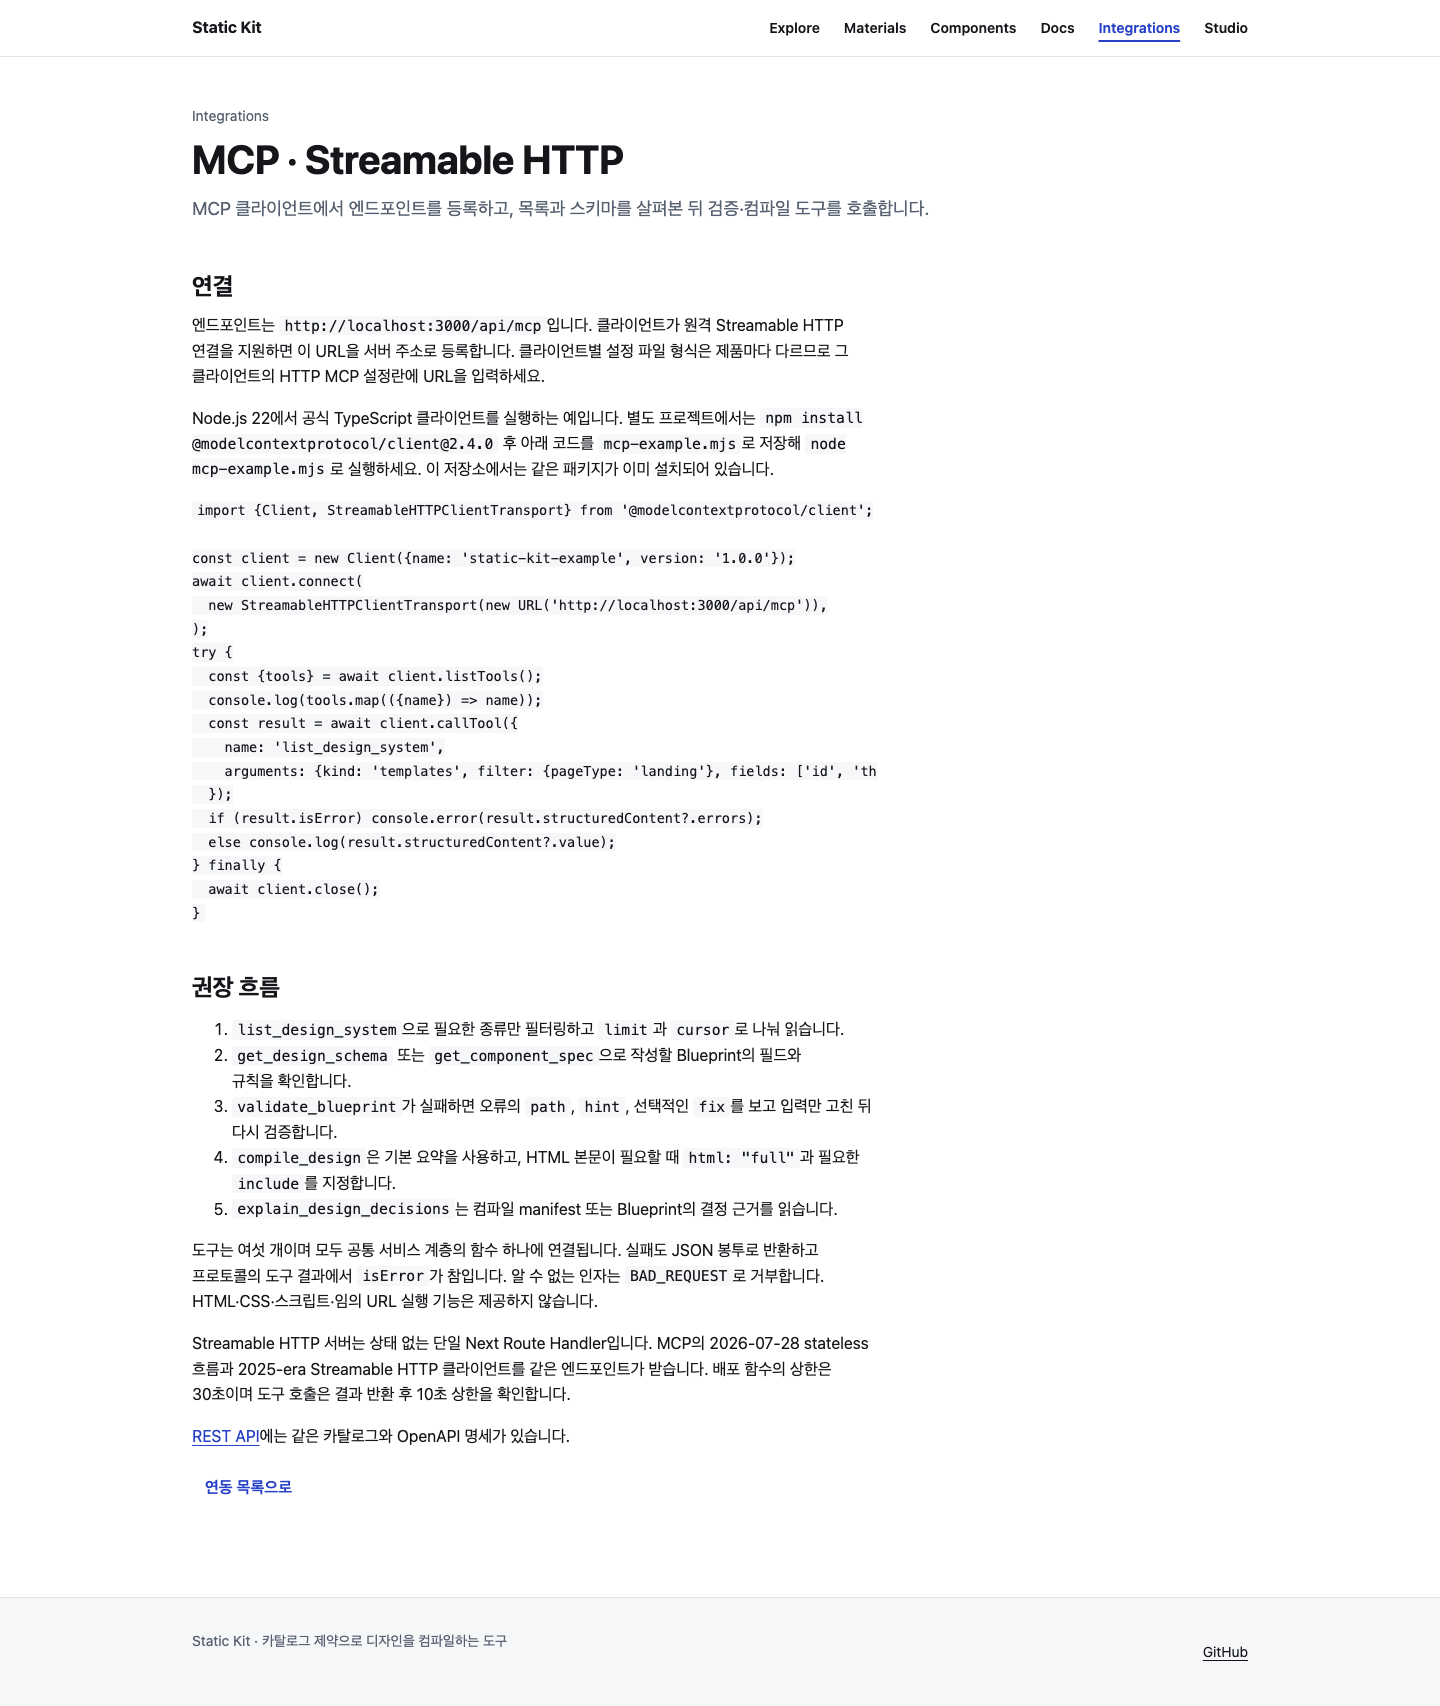 Static Kit
Explore
Materials
Components
Docs
Integrations
Studio
Integrations
MCP · Streamable HTTP
MCP 클라이언트에서 엔드포인트를 등록하고, 목록과 스키마를 살펴본 뒤 검증·컴파일 도구를 호출합니다.
연결
엔드포인트는 http://localhost:3000/api/mcp 입니다. 클라이언트가 원격 Streamable HTTP
연결을 지원하면 이 URL을 서버 주소로 등록합니다. 클라이언트별 설정 파일 형식은 제품마다 다르므로 그
클라이언트의 HTTP MCP 설정란에 URL을 입력하세요.
Node.js 22에서 공식 TypeScript 클라이언트를 실행하는 예입니다. 별도 프로젝트에서는 npm install
@modelcontextprotocol/client@2.4.0 후 아래 코드를 mcp-example.mjs 로 저장해 node
mcp-example.mjs 로 실행하세요. 이 저장소에서는 같은 패키지가 이미 설치되어 있습니다.
import {Client, StreamableHTTPClientTransport} from '@modelcontextprotocol/client';
const client = new Client({name: 'static-kit-example', version: '1.0.0'});
await client.connect(
  new StreamableHTTPClientTransport(new URL('http://localhost:3000/api/mcp')),
);
try {
  const {tools} = await client.listTools();
  console.log(tools.map(({name}) => name));
  const result = await client.callTool({
    name: 'list_design_system',
    arguments: {kind: 'templates', filter: {pageType: 'landing'}, fields: ['id', 'th
  });
  if (result.isError) console.error(result.structuredContent?.errors);
  else console.log(result.structuredContent?.value);
} finally {
  await client.close();
}
권장 흐름
1. list_design_system 으로 필요한 종류만 필터링하고 limit 과 cursor 로 나눠 읽습니다.
2. get_design_schema 또는 get_component_spec 으로 작성할 Blueprint의 필드와
규칙을 확인합니다.
3. validate_blueprint 가 실패하면 오류의 path , hint , 선택적인 fix 를 보고 입력만 고친 뒤
다시 검증합니다.
4. compile_design 은 기본 요약을 사용하고, HTML 본문이 필요할 때 html: "full" 과 필요한
include 를 지정합니다.
5. explain_design_decisions 는 컴파일 manifest 또는 Blueprint의 결정 근거를 읽습니다.
도구는 여섯 개이며 모두 공통 서비스 계층의 함수 하나에 연결됩니다. 실패도 JSON 봉투로 반환하고
프로토콜의 도구 결과에서 isError 가 참입니다. 알 수 없는 인자는 BAD_REQUEST 로 거부합니다.
HTML·CSS·스크립트·임의 URL 실행 기능은 제공하지 않습니다.
Streamable HTTP 서버는 상태 없는 단일 Next Route Handler입니다. MCP의 2026-07-28 stateless
흐름과 2025-era Streamable HTTP 클라이언트를 같은 엔드포인트가 받습니다. 배포 함수의 상한은
30초이며 도구 호출은 결과 반환 후 10초 상한을 확인합니다.
REST API에는 같은 카탈로그와 OpenAPI 명세가 있습니다.
연동 목록으로
Static Kit · 카탈로그 제약으로 디자인을 컴파일하는 도구
GitHub